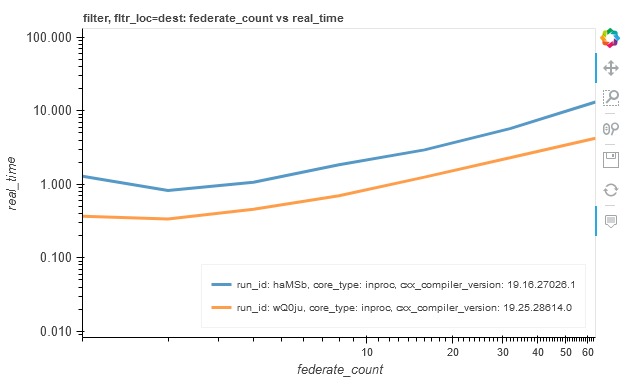 filter, fltr_loc=dest: federate_count vs real_time
100.000
10.000
1.000
0.100
0.010
real_time
run_id: haMSb, core_type: inproc, cxx_compiler_version: 19.16.27026.1
run_id: wQ0ju, core_type: inproc, cxx_compiler_version: 19.25.28614.0
10 20 30 40 50 60
federate_count